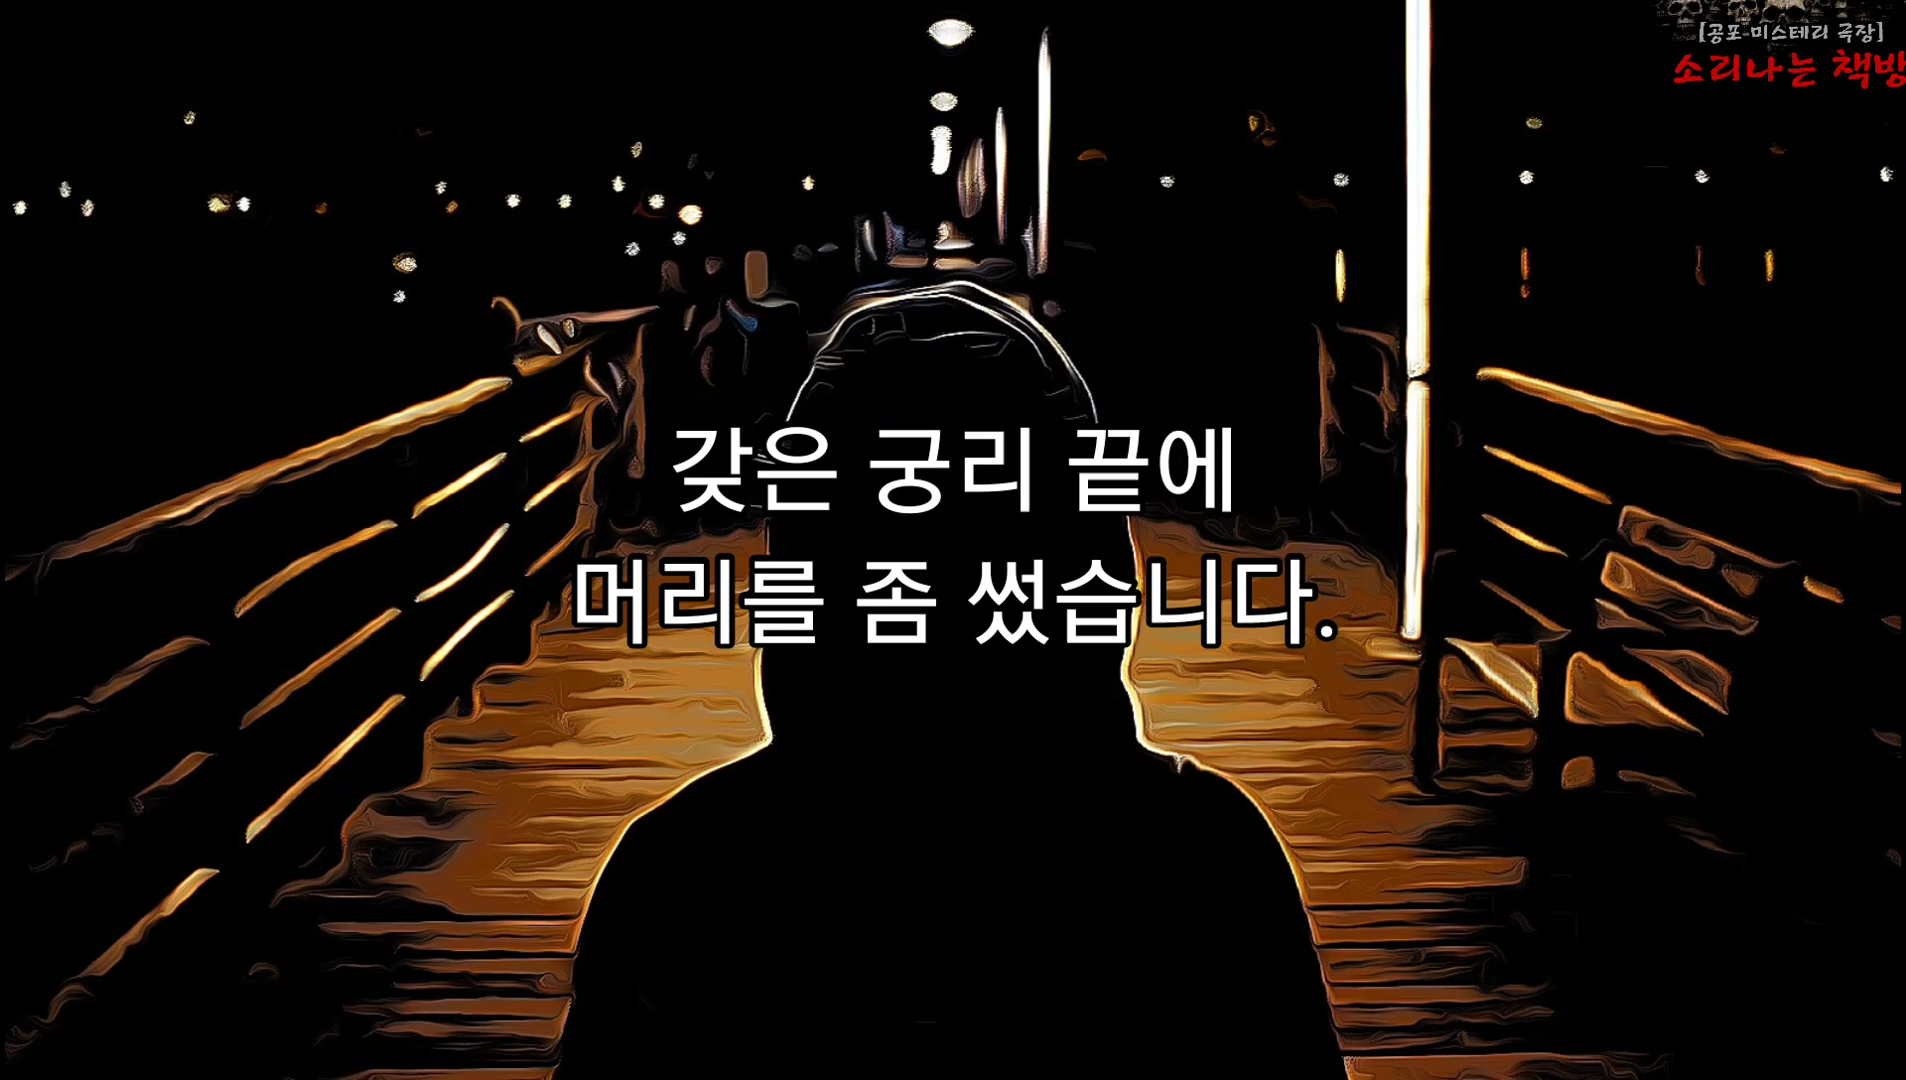 [공포·미스테리 극장]
소리나는 책방
갖은 궁리 끝에
머리를 좀 썼습니다.